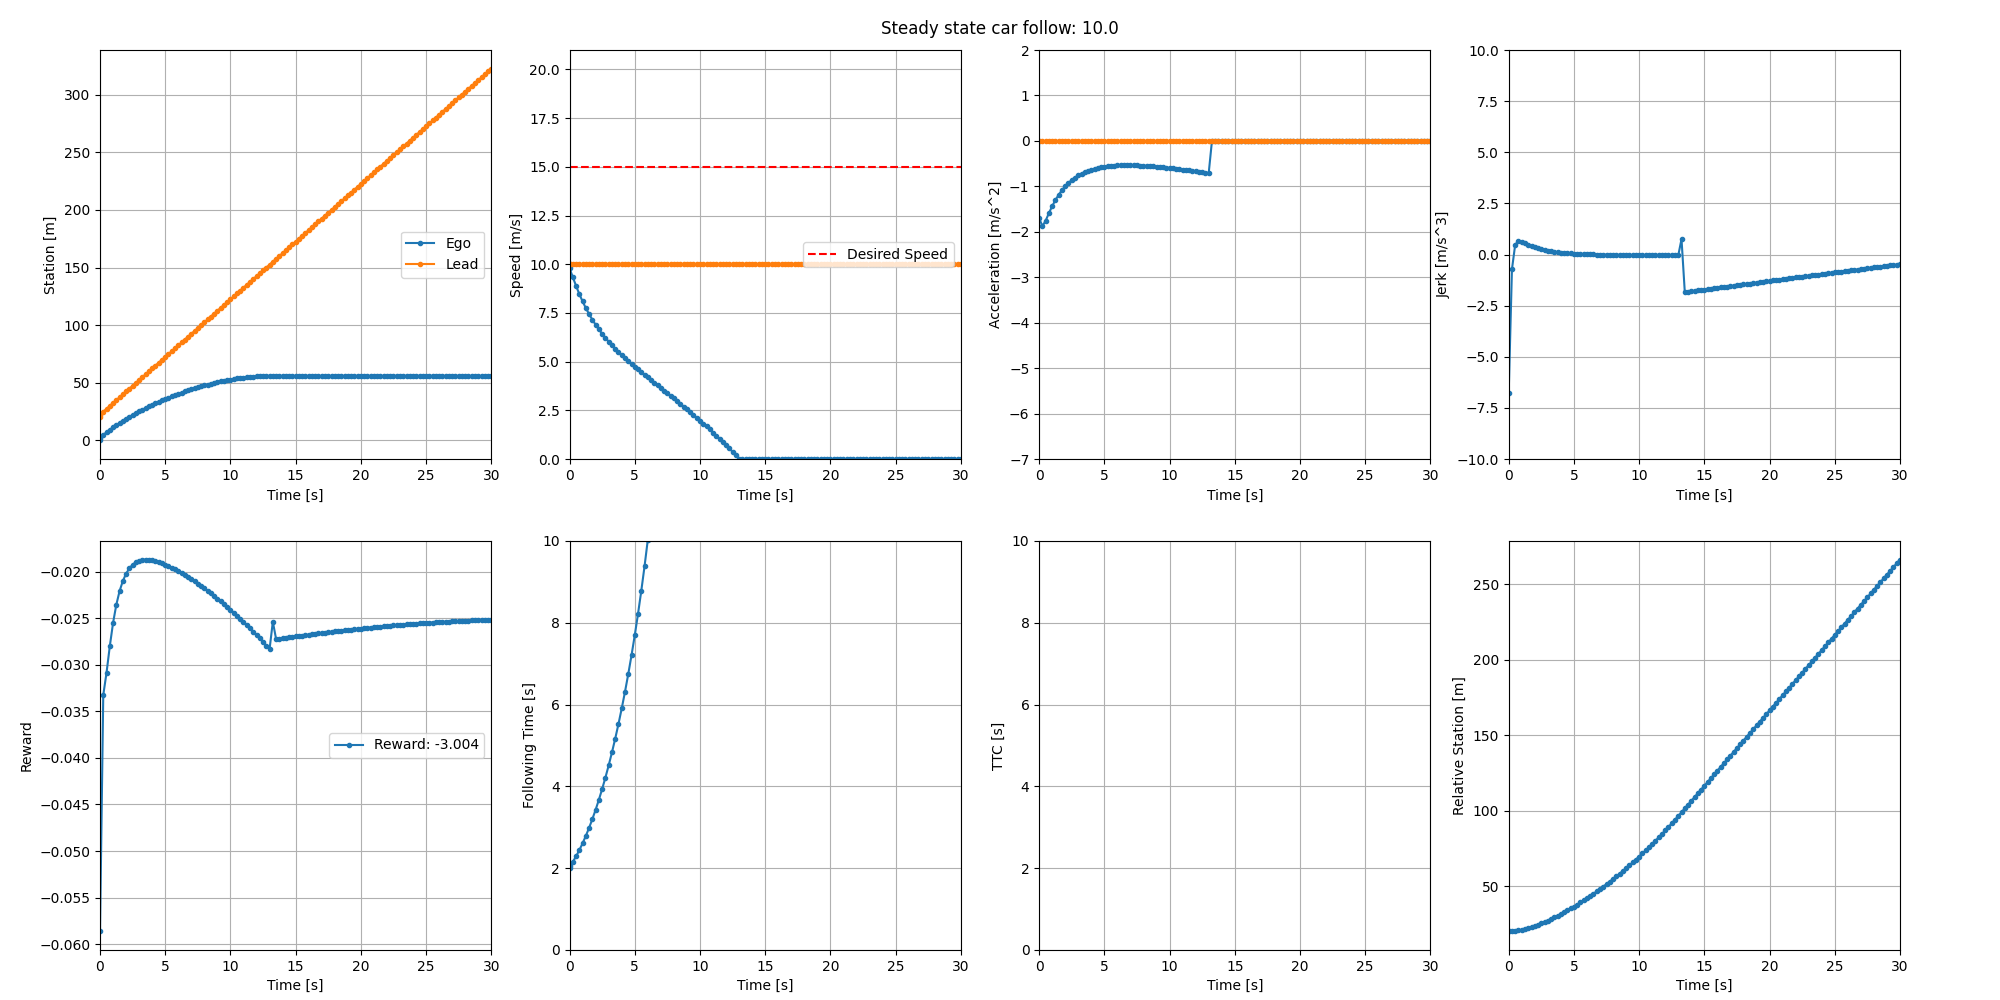 Steady state car follow: 10.0
300
250
200
150
100
50
0
Station [m]
Ego
Lead
0 5 10 15 20 25 30
Time [s]
20.0
17.5
15.0
12.5
10.0
7.5
5.0
2.5
0.0
Speed [m/s]
Desired Speed
0 5 10 15 20 25 30
Time [s]
2
1
0
−1
−2
−3
−4
−5
−6
−7
Acceleration [m/s^2]
0 5 10 15 20 25 30
Time [s]
10.0
7.5
5.0
2.5
0.0
−2.5
−5.0
−7.5
−10.0
Jerk [m/s^3]
0 5 10 15 20 25 30
Time [s]
−0.020
−0.025
−0.030
−0.035
−0.040
−0.045
−0.050
−0.055
−0.060
Reward
Reward: -3.004
0 5 10 15 20 25 30
Time [s]
10
8
6
4
2
0
Following Time [s]
0 5 10 15 20 25 30
Time [s]
10
8
6
4
2
0
TTC [s]
0 5 10 15 20 25 30
Time [s]
250
200
150
100
50
Relative Station [m]
0 5 10 15 20 25 30
Time [s]